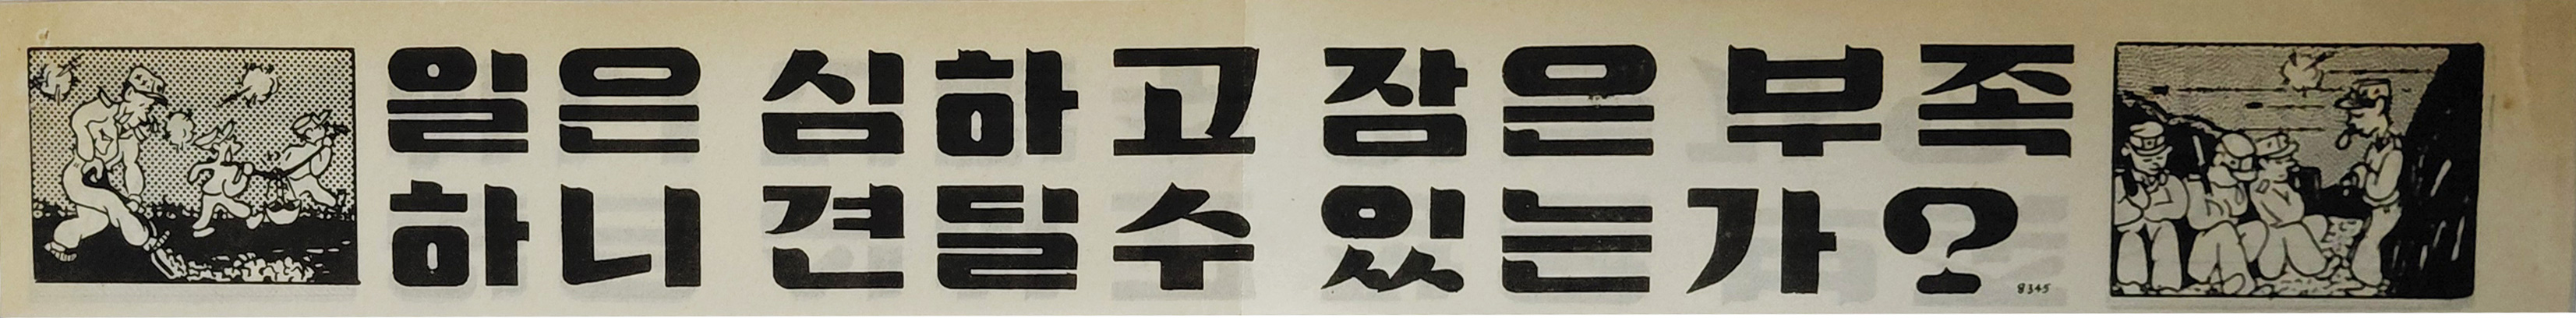 일은 심하고 잠은 부족
하니 견딜수 있는가?
8345